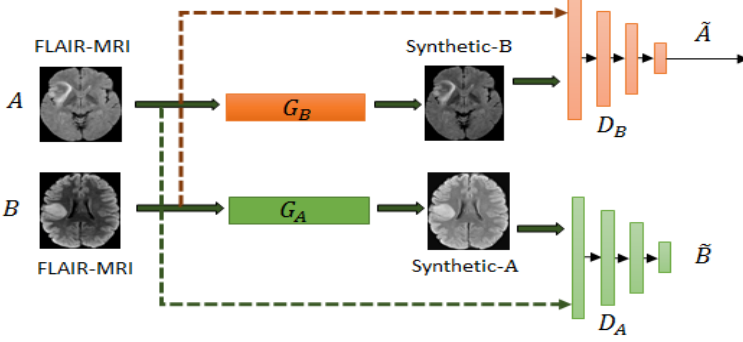 FLAIR-MRI
Synthetic-B
Ã
A
G_B
D_B
B
G_A
B̃
FLAIR-MRI
Synthetic-A
D_A